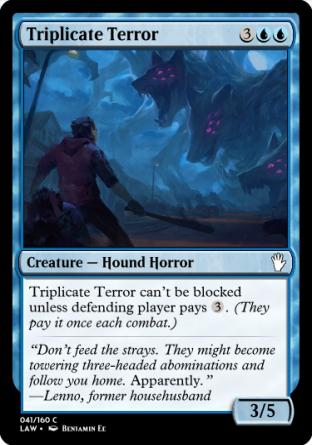 Triplicate Terror 3
Creature — Hound Horror
Triplicate Terror can't be blocked
unless defending player pays 3. (They
pay it once each combat.)
"Don't feed the strays. They might become
towering three-headed abominations and
follow you home. Apparently."
—Lenno, former househusband
041/160 C
LAW • Benjamin Ee
3/5